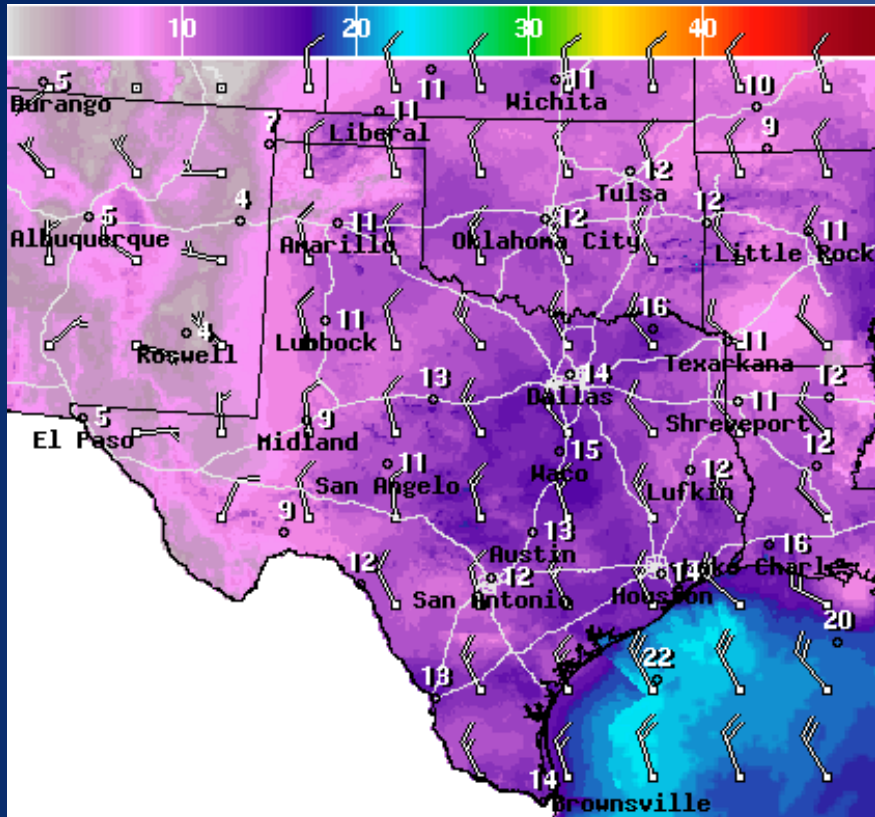 10 20 30 40
5 11 11 10
Durango Wichita
11
7 Liberal 9
12
Tulsa
5 4 11 12 12 11
Albuquerque Amarillo Oklahoma City Little Rock
4 11 16 11
Roswell Lubbock Texarkana
14
Dallas
5 9 13 11 12
El Paso Midland Shreveport
11 15 12 12
San Angelo Waco Lufkin
9 13 16
Austin
12 12 14
San Antonio Houston Lake Charles
20
13 22
14
Brownsville